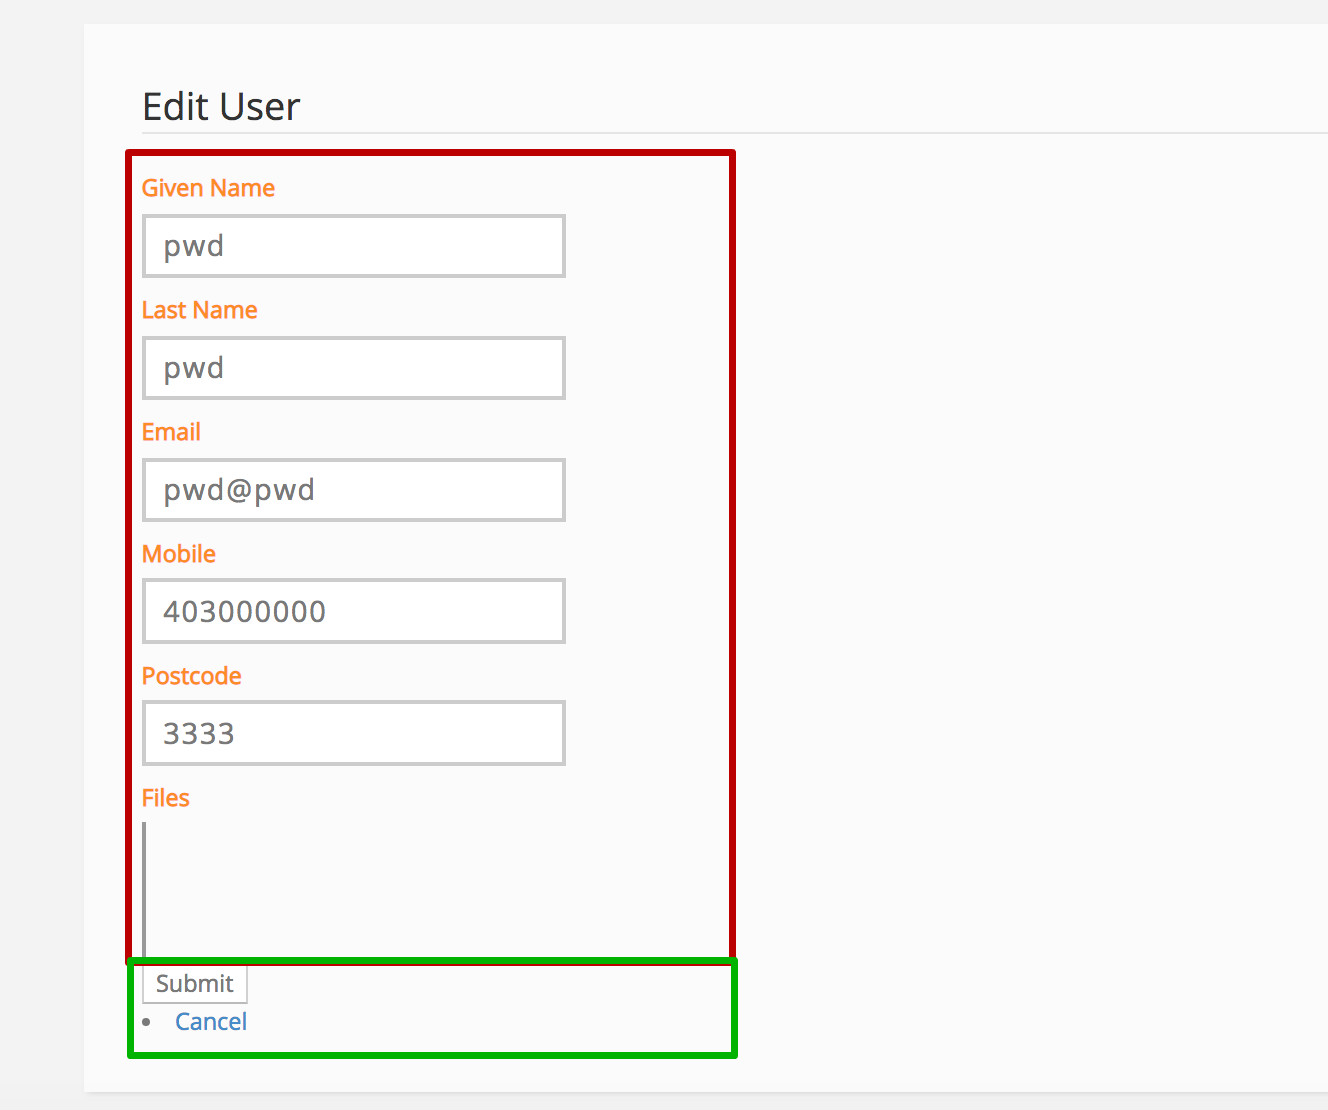 Edit User
Given Name
pwd
Last Name
pwd
Email
pwd@pwd
Mobile
403000000
Postcode
3333
Files
Submit
• Cancel